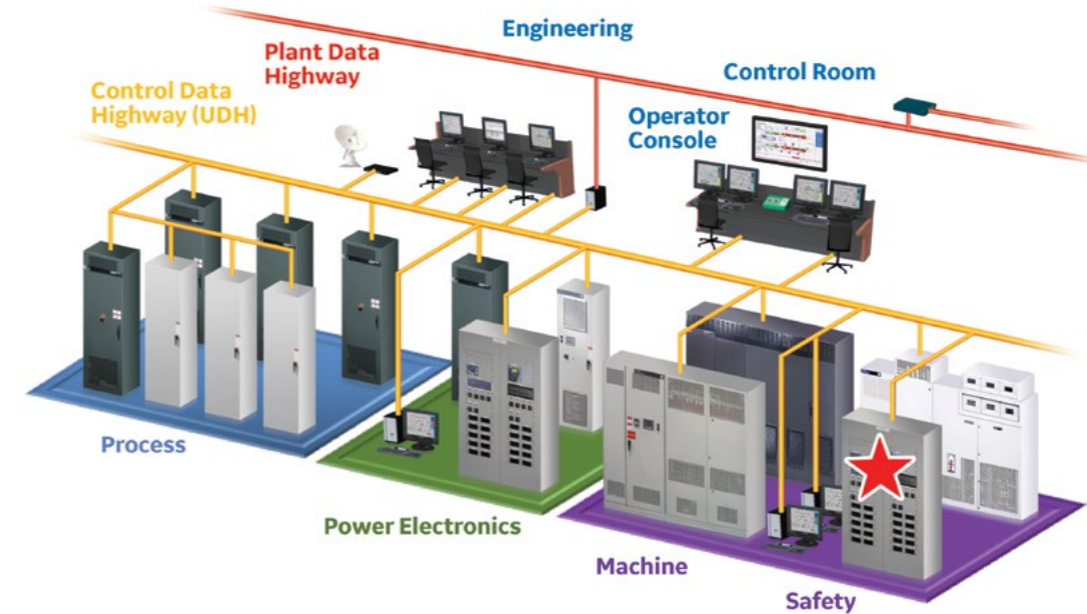 Engineering
Plant Data
Highway
Control Room
Control Data
Highway (UDH)
Operator
Console
Process
Power Electronics
Machine
Safety